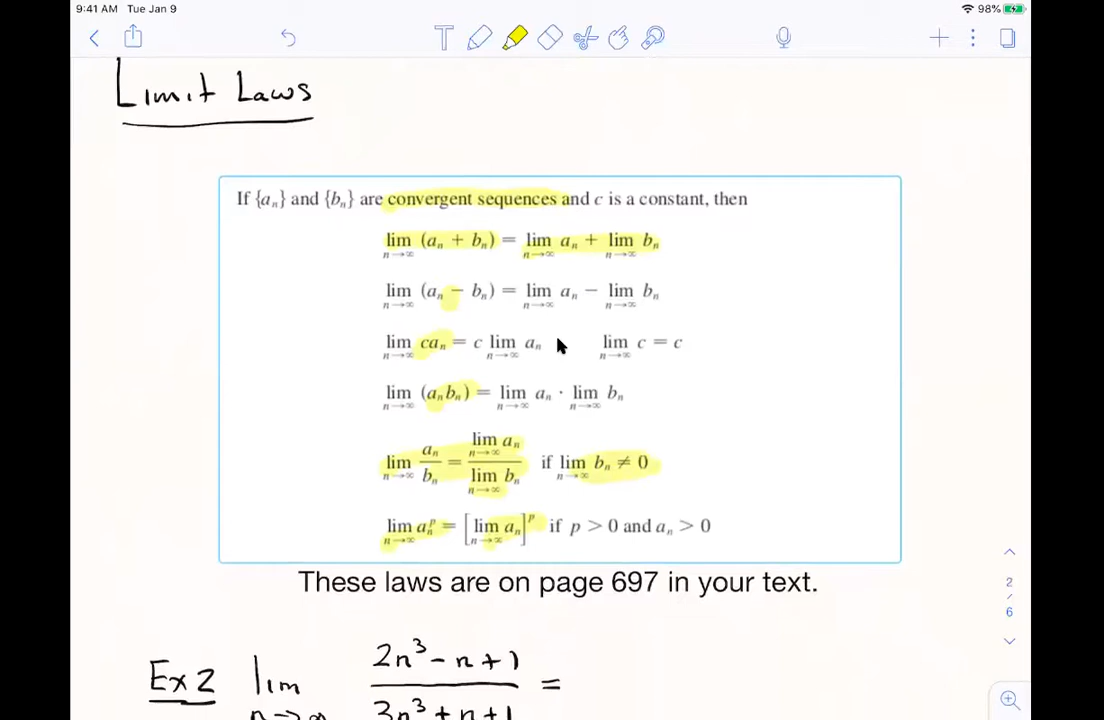 9:41 AM Tue Jan 9 98%
T
Limit Laws
If {aₙ} and {bₙ} are convergent sequences and c is a constant, then
lim n→∞ (aₙ + bₙ) = lim n→∞ aₙ + lim n→∞ bₙ
lim n→∞ (aₙ − bₙ) = lim n→∞ aₙ − lim n→∞ bₙ
lim n→∞ caₙ = c lim n→∞ aₙ lim n→∞ c = c
lim n→∞ (aₙbₙ) = lim n→∞ aₙ · lim n→∞ bₙ
lim n→∞ aₙ/bₙ = lim n→∞ aₙ / lim n→∞ bₙ if lim n→∞ bₙ ≠ 0
lim n→∞ aₙᵖ = [lim n→∞ aₙ]ᵖ if p > 0 and aₙ > 0
These laws are on page 697 in your text.
2 / 6
Ex 2 lim n→∞ 2n³ − n + 1 / 3n³ + n + 1 =